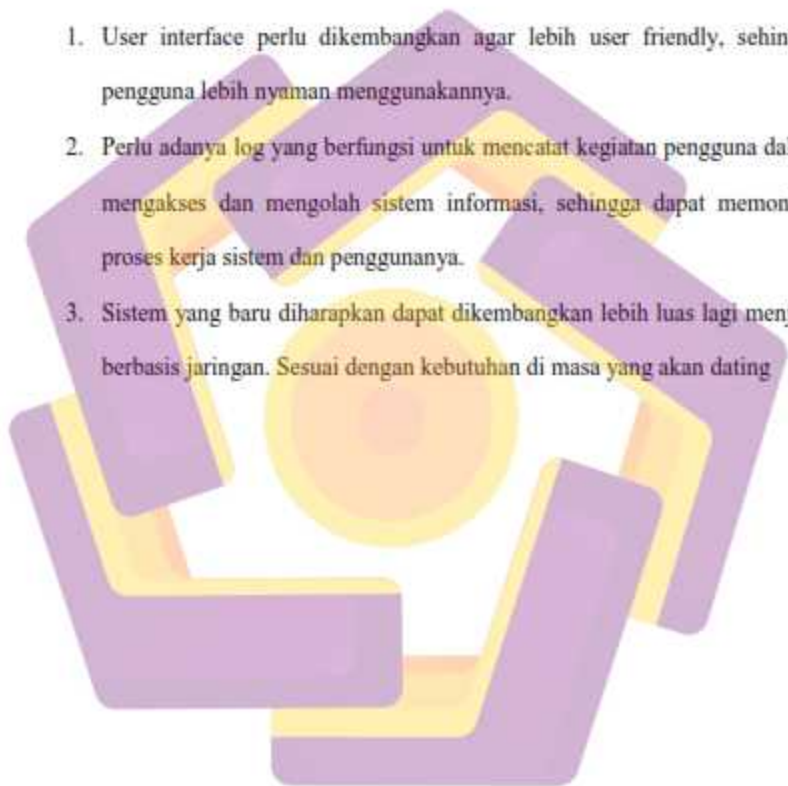 1. User interface perlu dikembangkan agar lebih user friendly, sehin
pengguna lebih nyaman menggunakannya.
2. Perlu adanya log yang berfungsi untuk mencatat kegiatan pengguna da
mengakses dan mengolah sistem informasi, sehingga dapat memon
proses kerja sistem dan penggunanya.
3. Sistem yang baru diharapkan dapat dikembangkan lebih luas lagi menj
berbasis jaringan. Sesuai dengan kebutuhan di masa yang akan dating